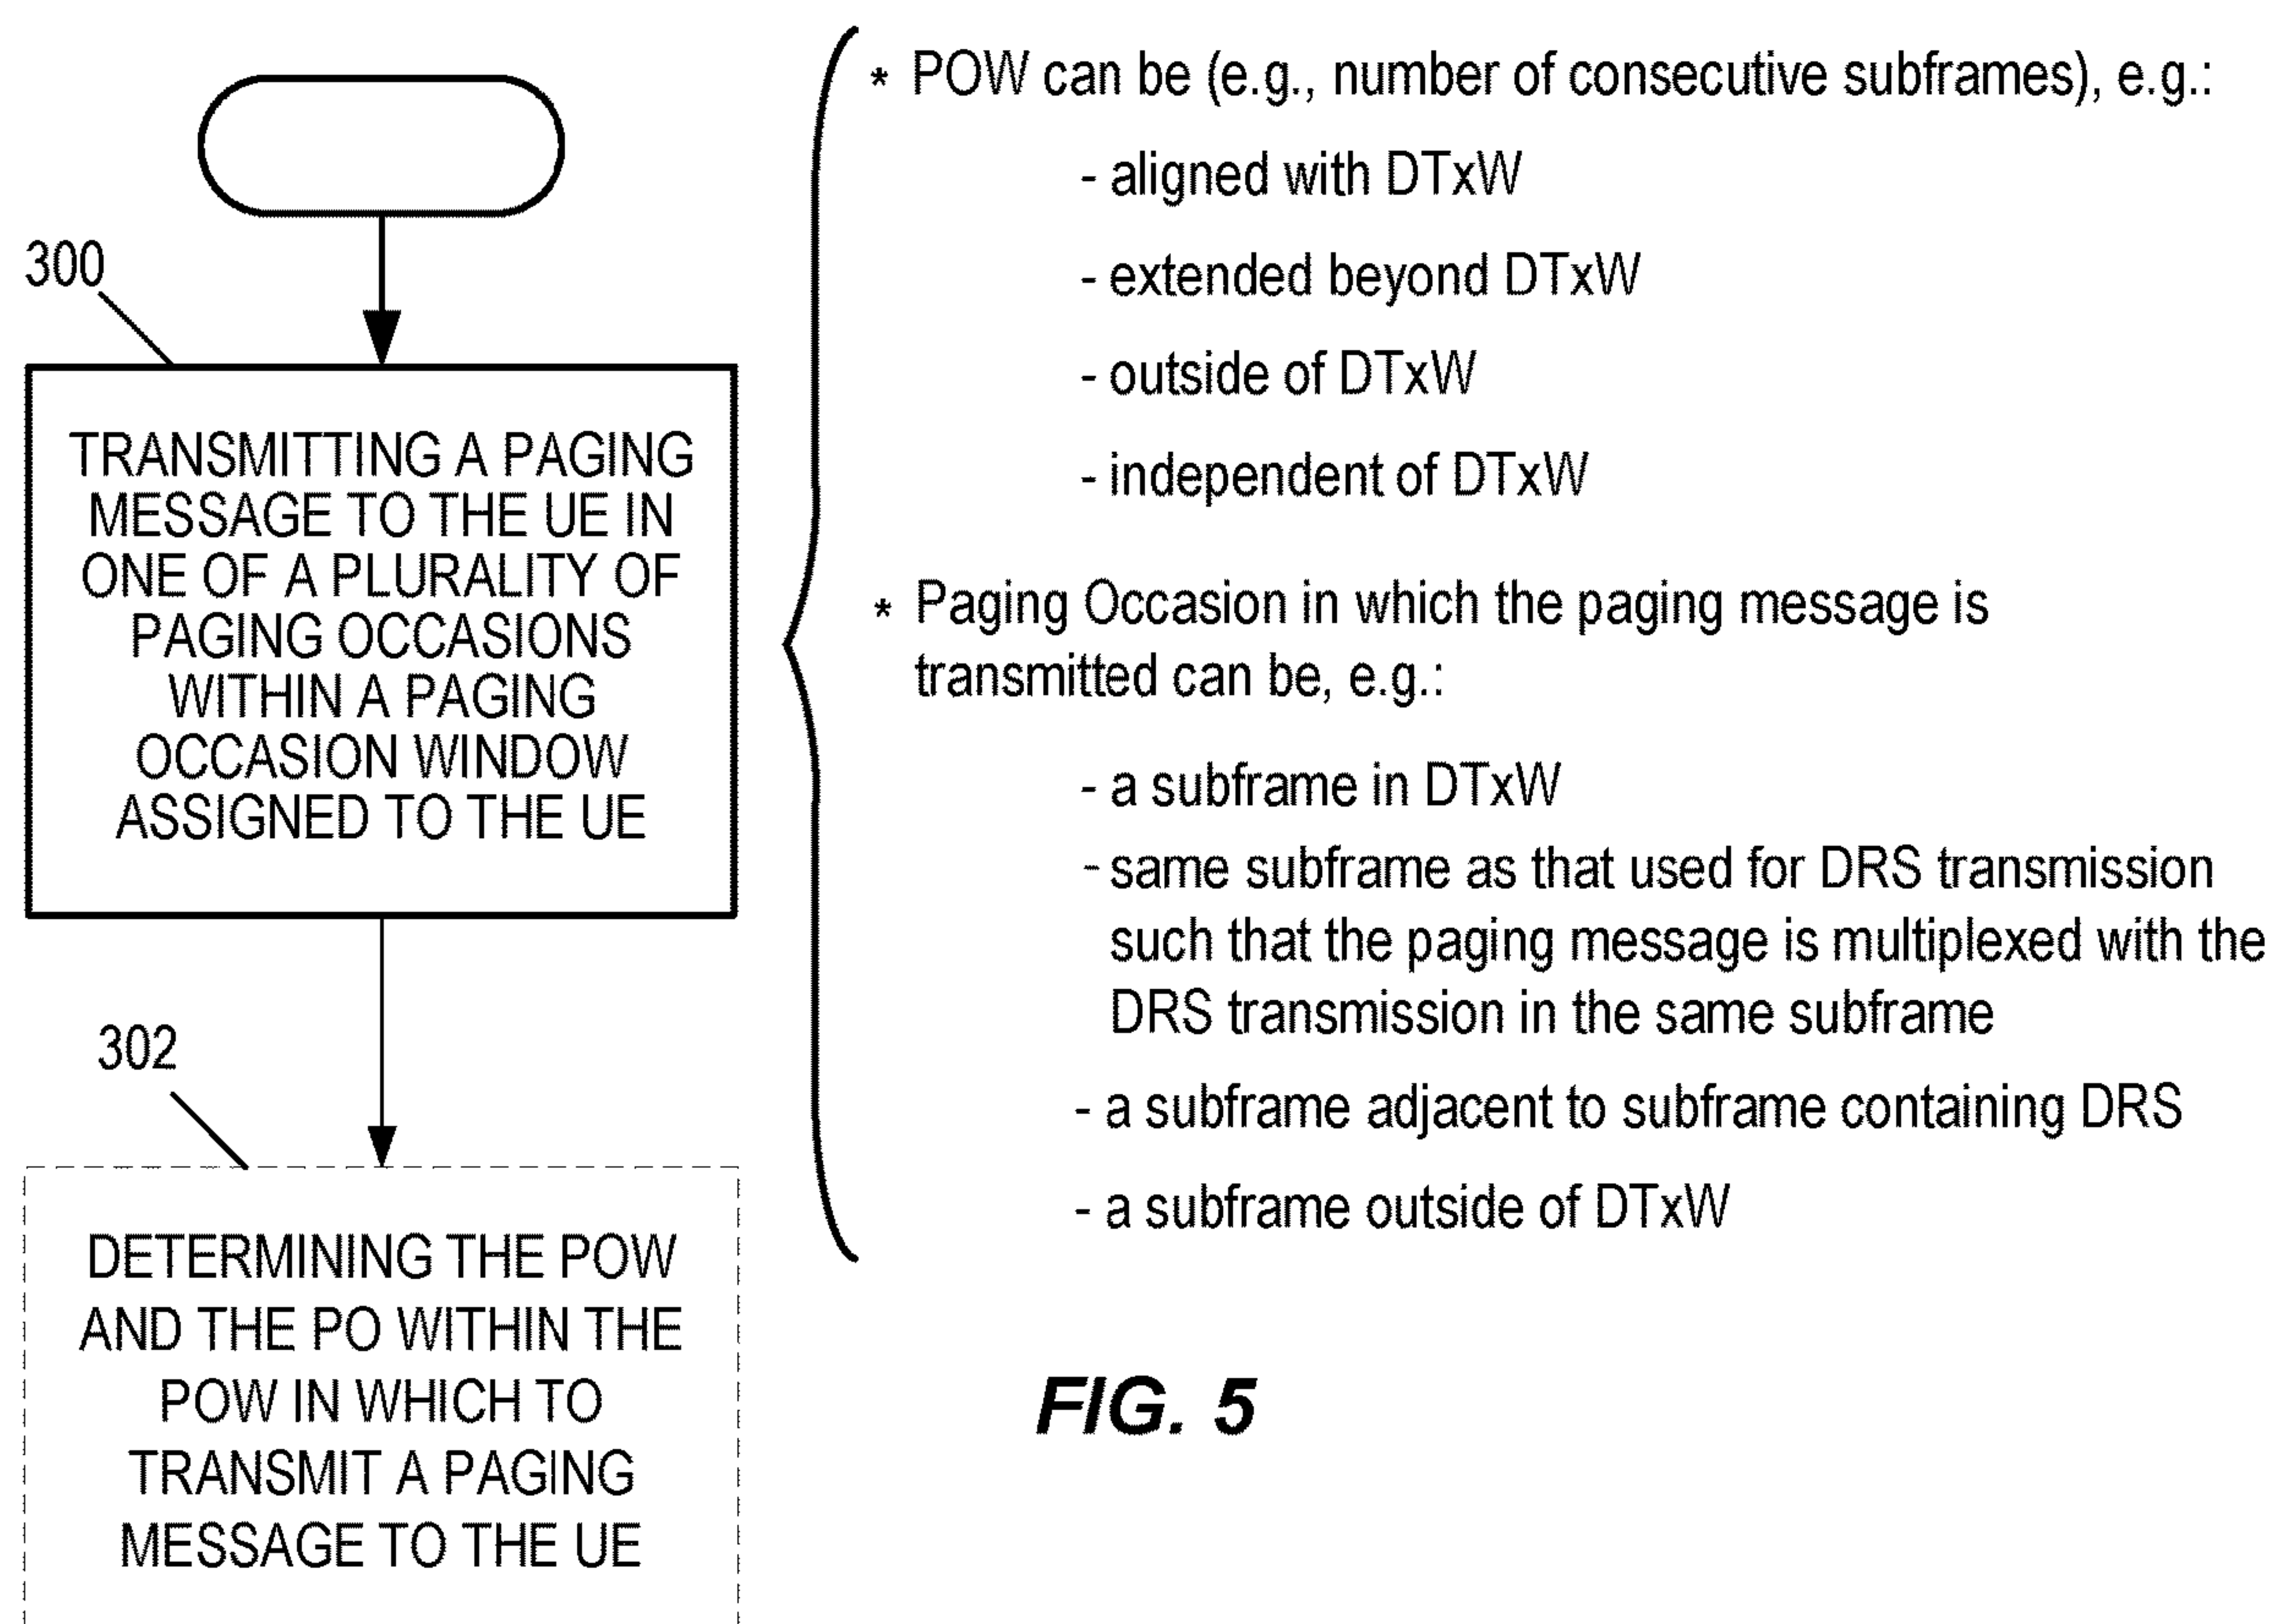 300
TRANSMITTING A PAGING
MESSAGE TO THE UE IN
ONE OF A PLURALITY OF
PAGING OCCASIONS
WITHIN A PAGING
OCCASION WINDOW
ASSIGNED TO THE UE
302
DETERMINING THE POW
AND THE PO WITHIN THE
POW IN WHICH TO
TRANSMIT A PAGING
MESSAGE TO THE UE
* POW can be (e.g., number of consecutive subframes), e.g.:
- aligned with DTxW
- extended beyond DTxW
- outside of DTxW
- independent of DTxW
* Paging Occasion in which the paging message is
transmitted can be, e.g.:
- a subframe in DTxW
- same subframe as that used for DRS transmission
such that the paging message is multiplexed with the
DRS transmission in the same subframe
- a subframe adjacent to subframe containing DRS
- a subframe outside of DTxW
FIG. 5